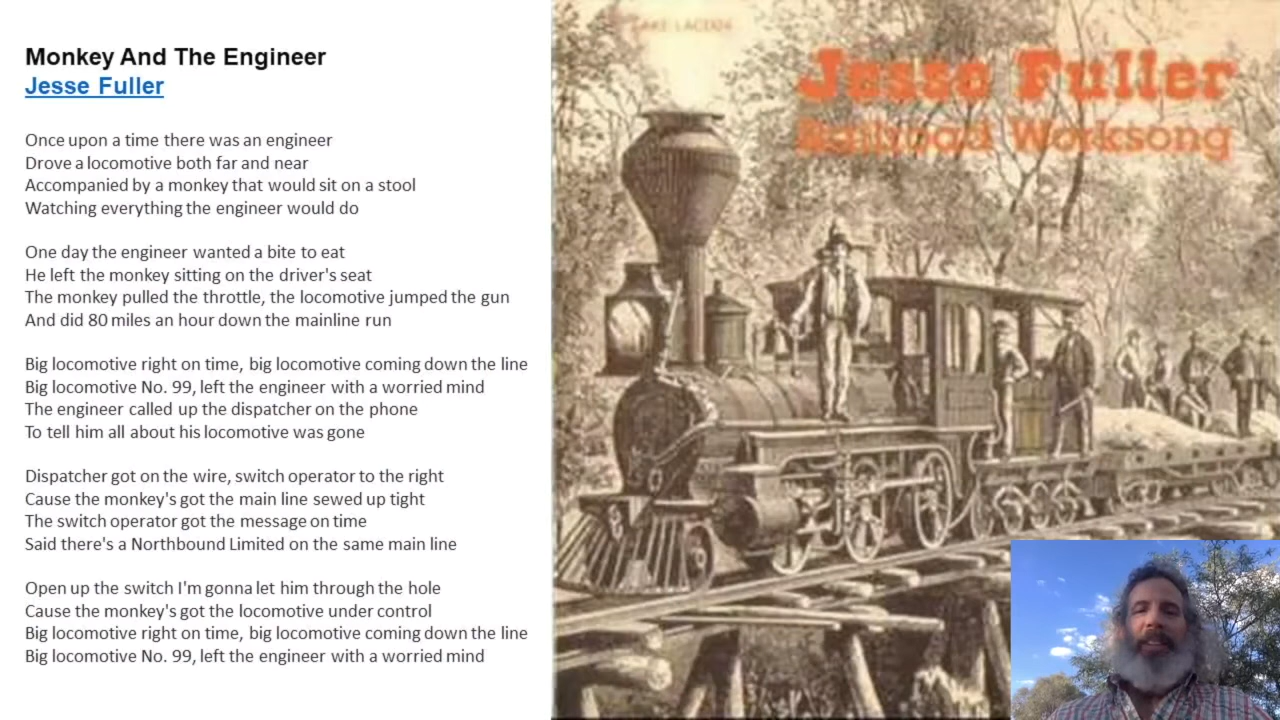 Monkey And The Engineer
Jesse Fuller
Once upon a time there was an engineer
Drove a locomotive both far and near
Accompanied by a monkey that would sit on a stool
Watching everything the engineer would do
One day the engineer wanted a bite to eat
He left the monkey sitting on the driver's seat
The monkey pulled the throttle, the locomotive jumped the gun
And did 80 miles an hour down the mainline run
Big locomotive right on time, big locomotive coming down the line
Big locomotive No. 99, left the engineer with a worried mind
The engineer called up the dispatcher on the phone
To tell him all about his locomotive was gone
Dispatcher got on the wire, switch operator to the right
Cause the monkey's got the main line sewed up tight
The switch operator got the message on time
Said there's a Northbound Limited on the same main line
Open up the switch I'm gonna let him through the hole
Cause the monkey's got the locomotive under control
Big locomotive right on time, big locomotive coming down the line
Big locomotive No. 99, left the engineer with a worried mind
Jesse Fuller
Railroad Worksong